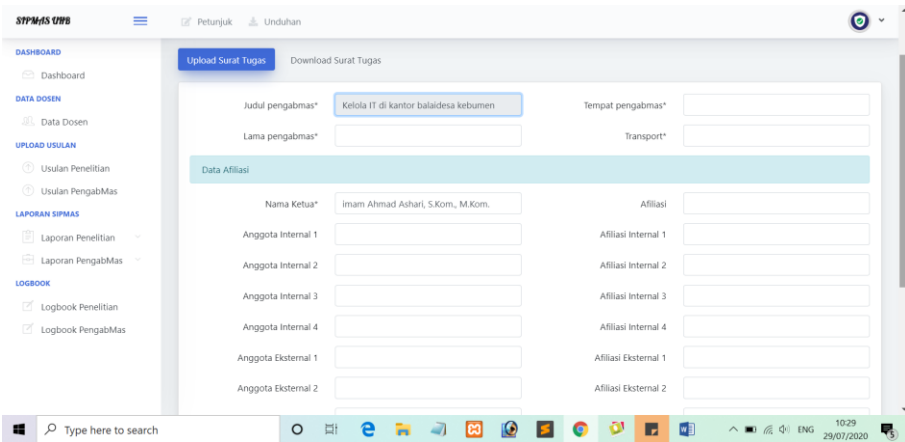 SIPMAS UHB
Petunjuk Unduhan
DASHBOARD
Dashboard
DATA DOSEN
Data Dosen
UPLOAD USULAN
Usulan Penelitian
Usulan PengabMas
LAPORAN SIPMAS
Laporan Penelitian
Laporan PengabMas
LOGBOOK
Logbook Penelitian
Logbook PengabMas
Upload Surat Tugas Download Surat Tugas
Judul pengabmas* Kelola IT di kantor balaidesa kebumen Tempat pengabmas*
Lama pengabmas* Transport*
Data Afiliasi
Nama Ketua* imam Ahmad Ashari, S.Kom., M.Kom. Afiliasi
Anggota Internal 1 Afiliasi Internal 1
Anggota Internal 2 Afiliasi Internal 2
Anggota Internal 3 Afiliasi Internal 3
Anggota Internal 4 Afiliasi Internal 4
Anggota Eksternal 1 Afiliasi Eksternal 1
Anggota Eksternal 2 Afiliasi Eksternal 2
Type here to search ENG 10:29
29/07/2020